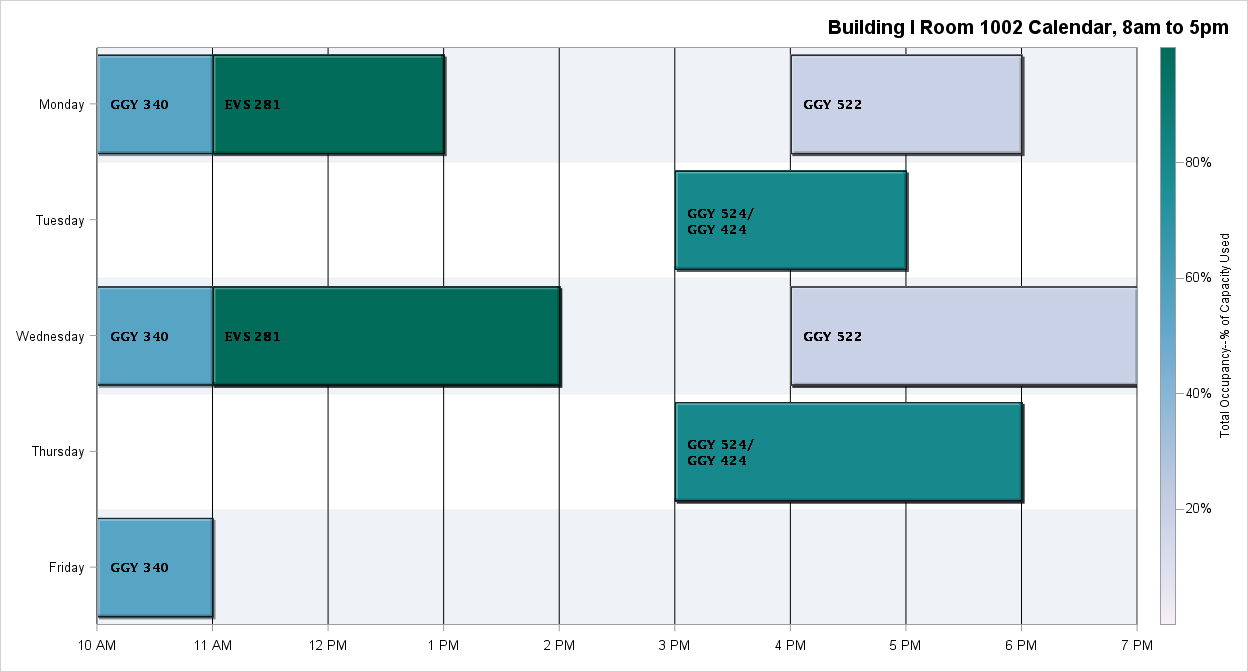 Building I Room 1002 Calendar, 8am to 5pm
Monday
GGY 340
EVS 281
GGY 522
Tuesday
GGY 524/
GGY 424
Wednesday
GGY 340
EVS 281
GGY 522
Thursday
GGY 524/
GGY 424
Friday
GGY 340
10 AM
11 AM
12 PM
1 PM
2 PM
3 PM
4 PM
5 PM
6 PM
7 PM
80%
60%
40%
20%
Total Occupancy--% of Capacity Used